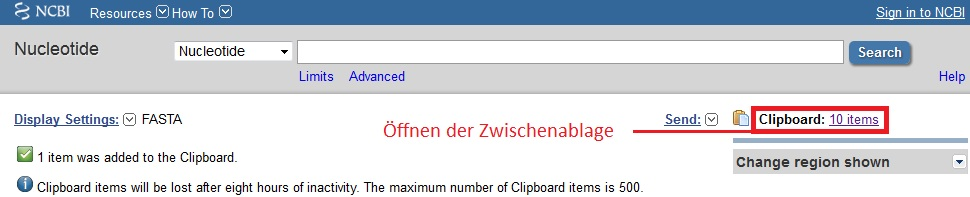 NCBI Resources How To Sign in to NCBI
Nucleotide Nucleotide Search
Limits Advanced Help
Display Settings: FASTA Send: Clipboard: 10 items
Öffnen der Zwischenablage
1 item was added to the Clipboard.
Change region shown
Clipboard items will be lost after eight hours of inactivity. The maximum number of Clipboard items is 500.